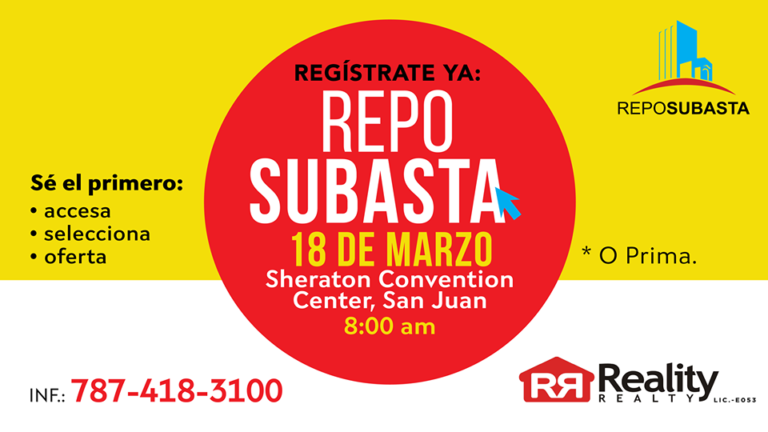 REGÍSTRATE YA:
REPO
SUBASTA
18 DE MARZO
Sheraton Convention
Center, San Juan
8:00 am
REPOSUBASTA
Sé el primero:
• accesa
• selecciona
• oferta
* O Prima.
INF.: 787-418-3100
RR Reality
REALTY LIC.-E053